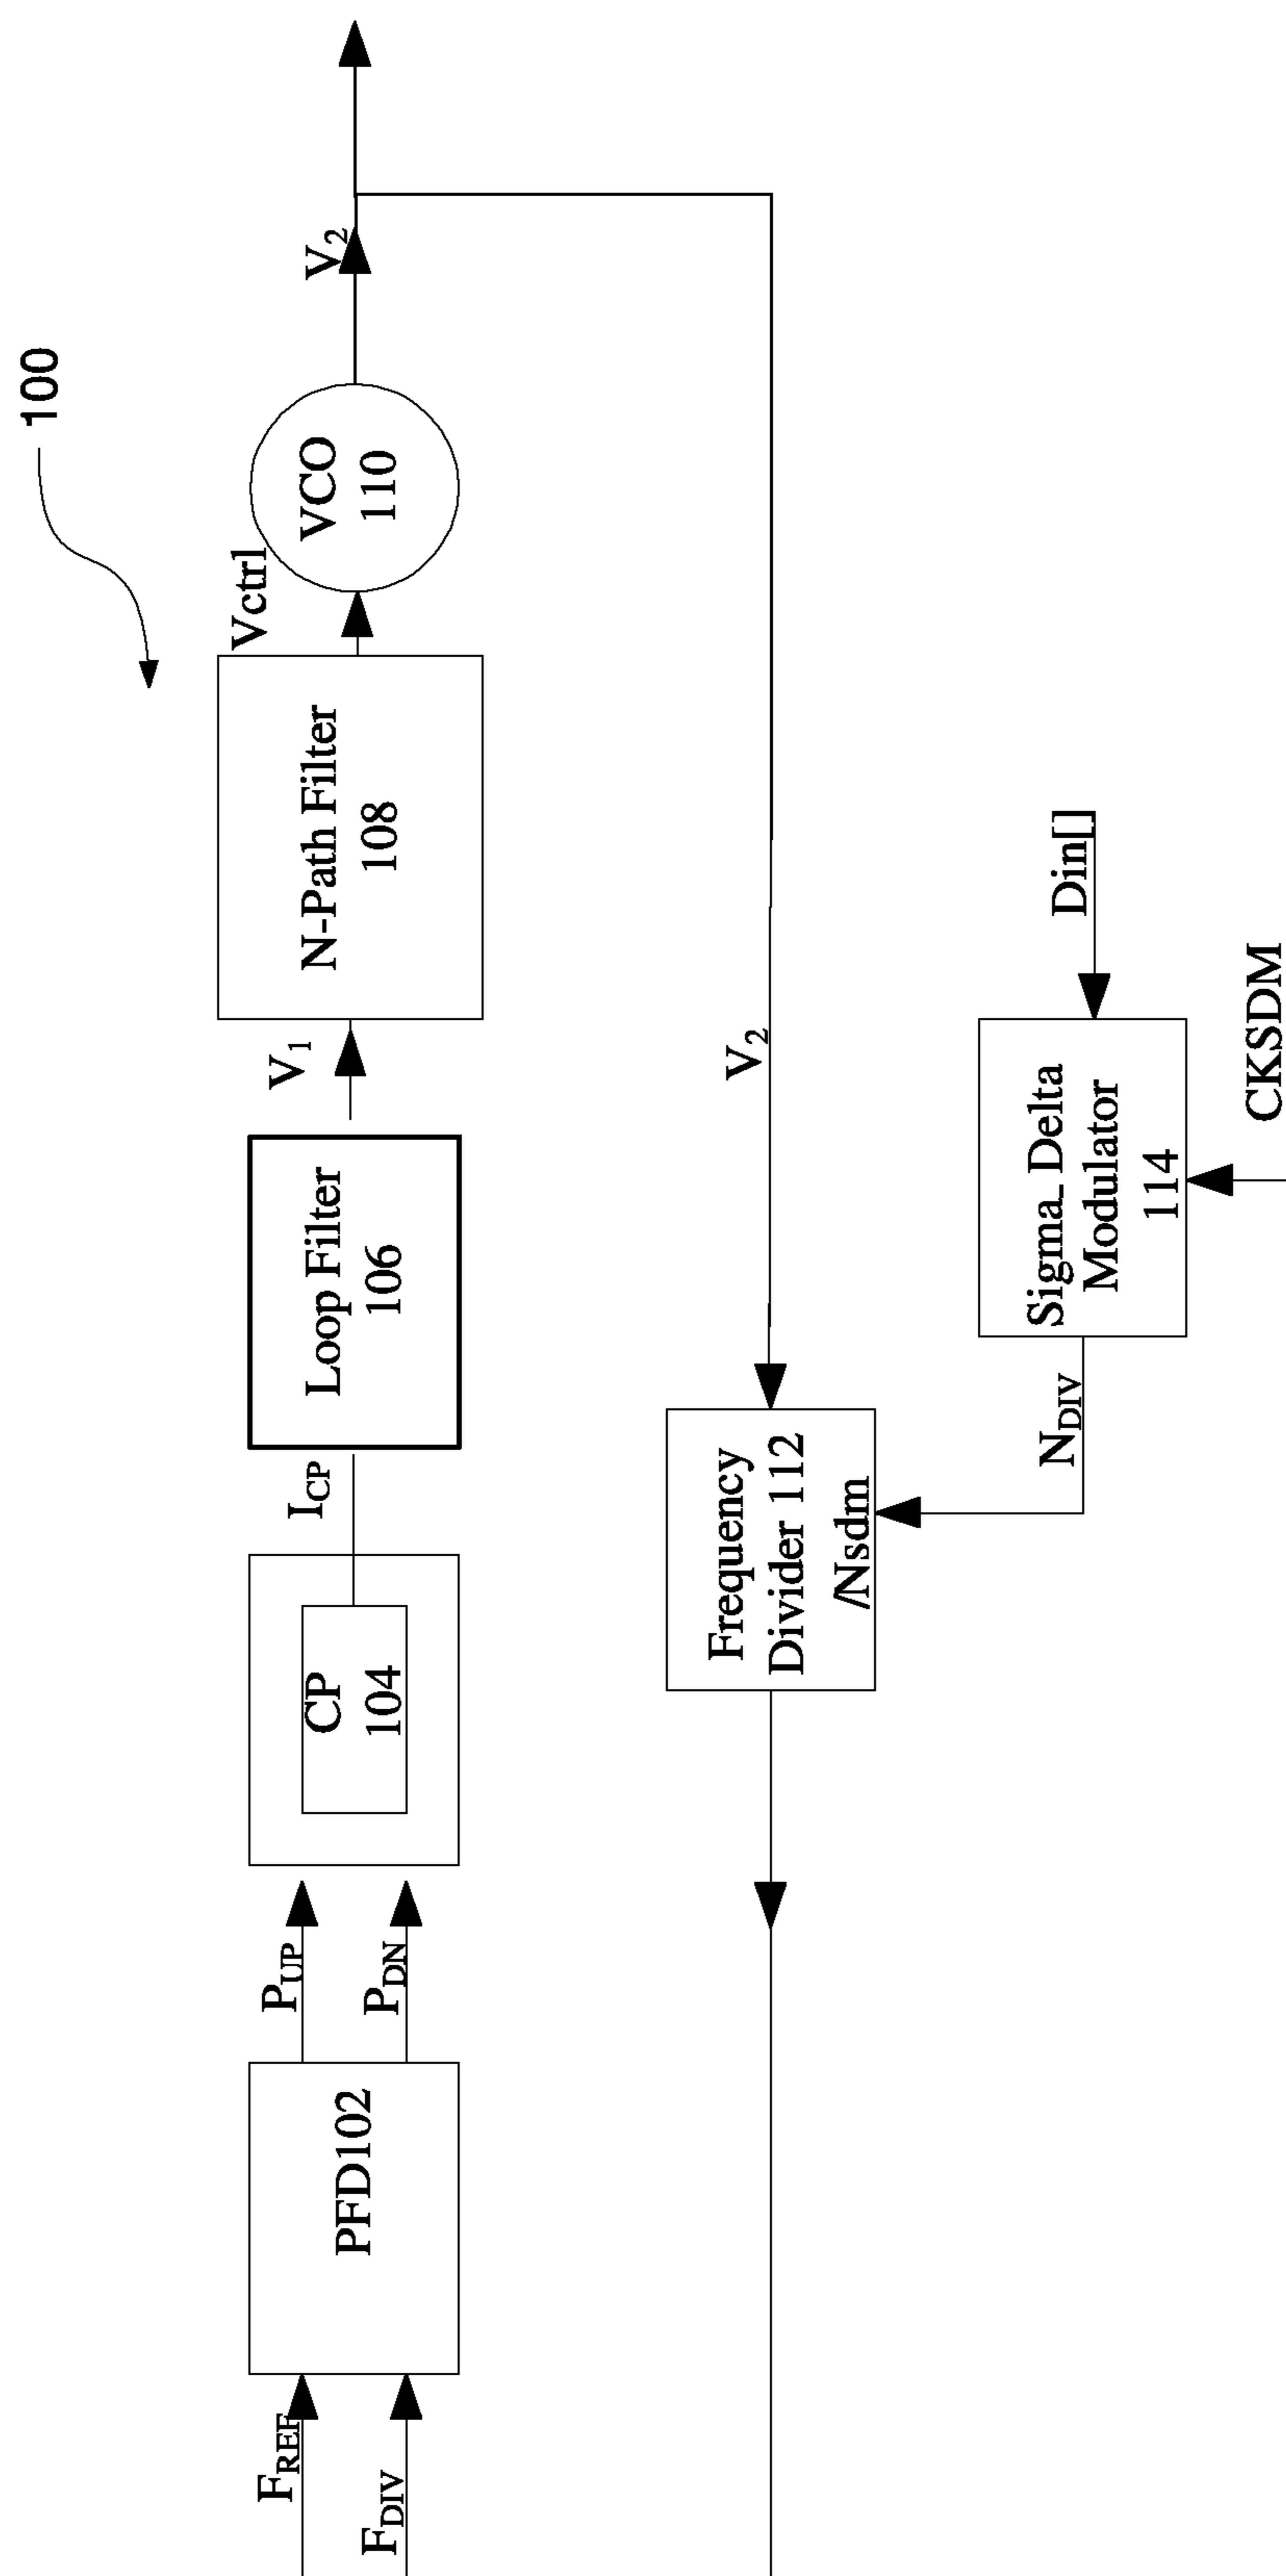 100
FREF
FDIV
PFD102
PUP
PDN
CP
104
ICP
Loop Filter
106
V1
N-Path Filter
108
Vctrl
VCO
110
V2
V2
Frequency
Divider 112
/Nsdm
NDIV
Sigma_Delta
Modulator
114
Din[]
CKSDM